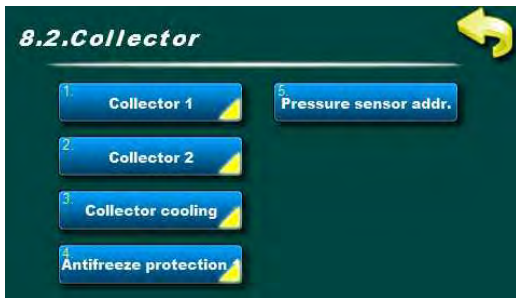 8.2.Collector
1.
Collector 1
2.
Collector 2
3.
Collector cooling
4.
Antifreeze protection
5.
Pressure sensor addr.